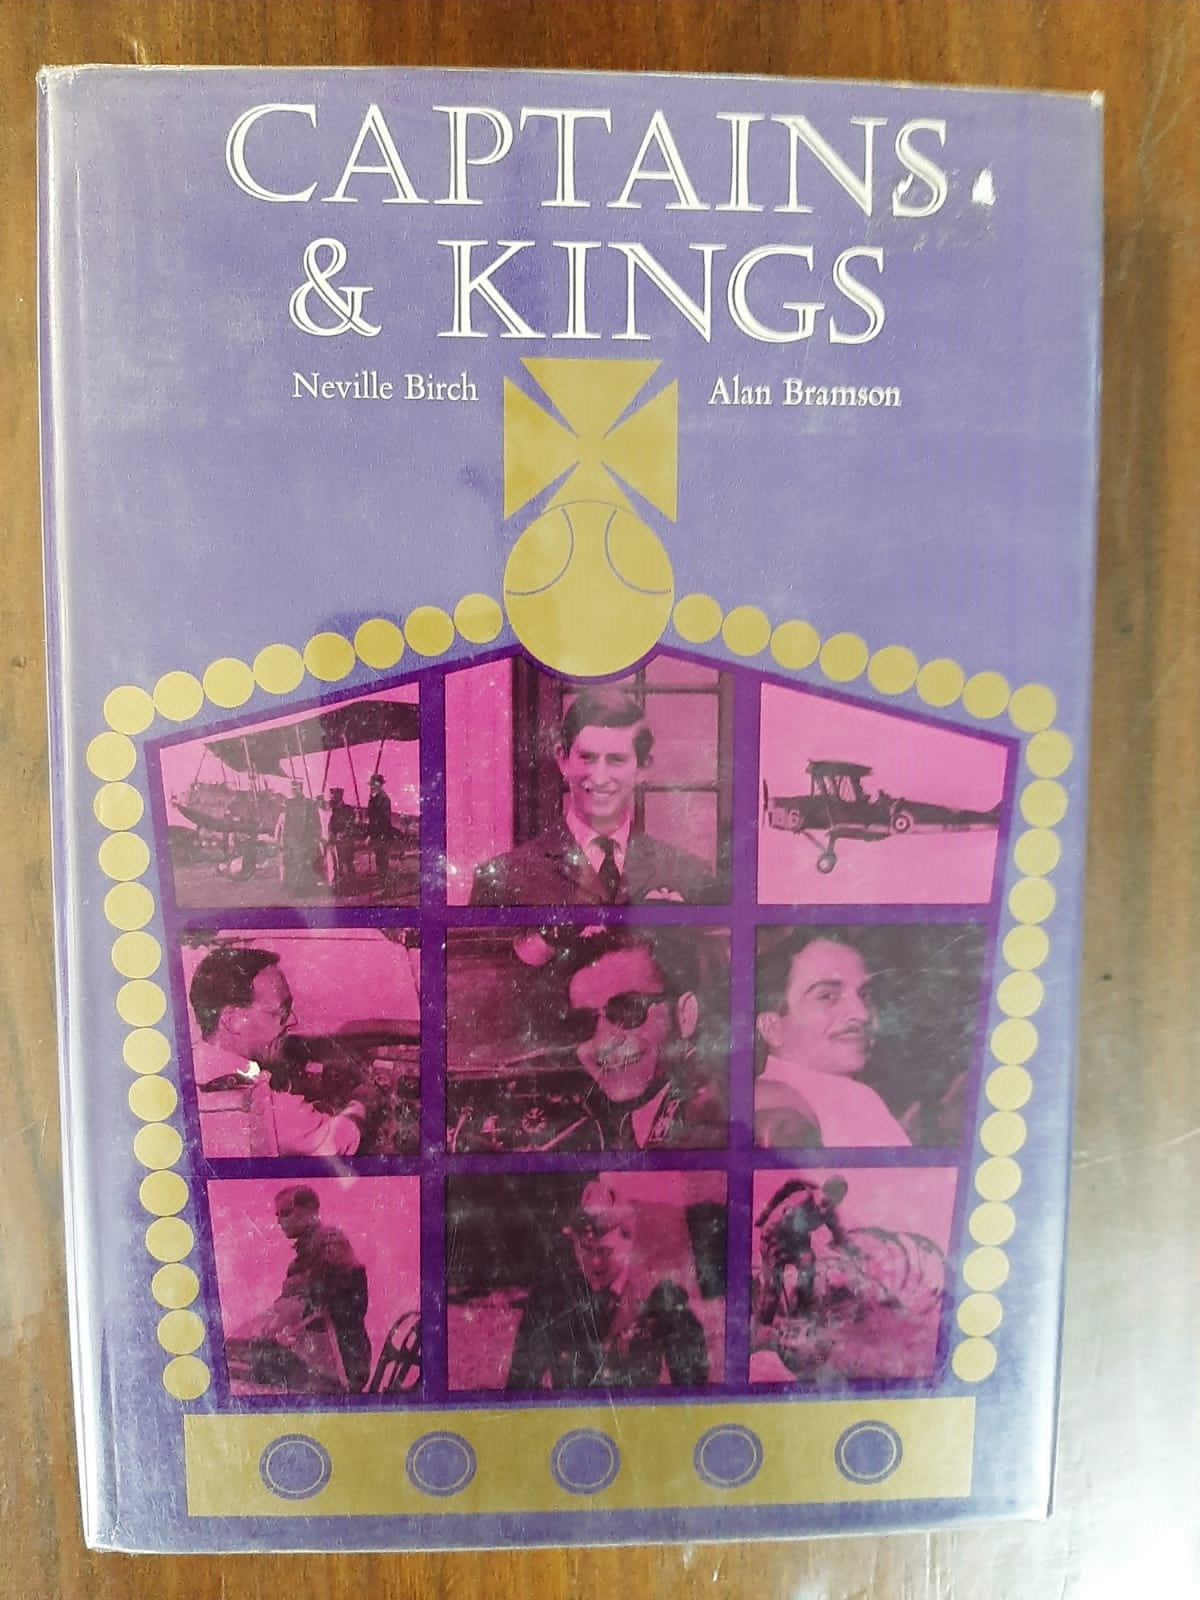 CAPTAINS
& KINGS
Neville Birch
Alan Bramson